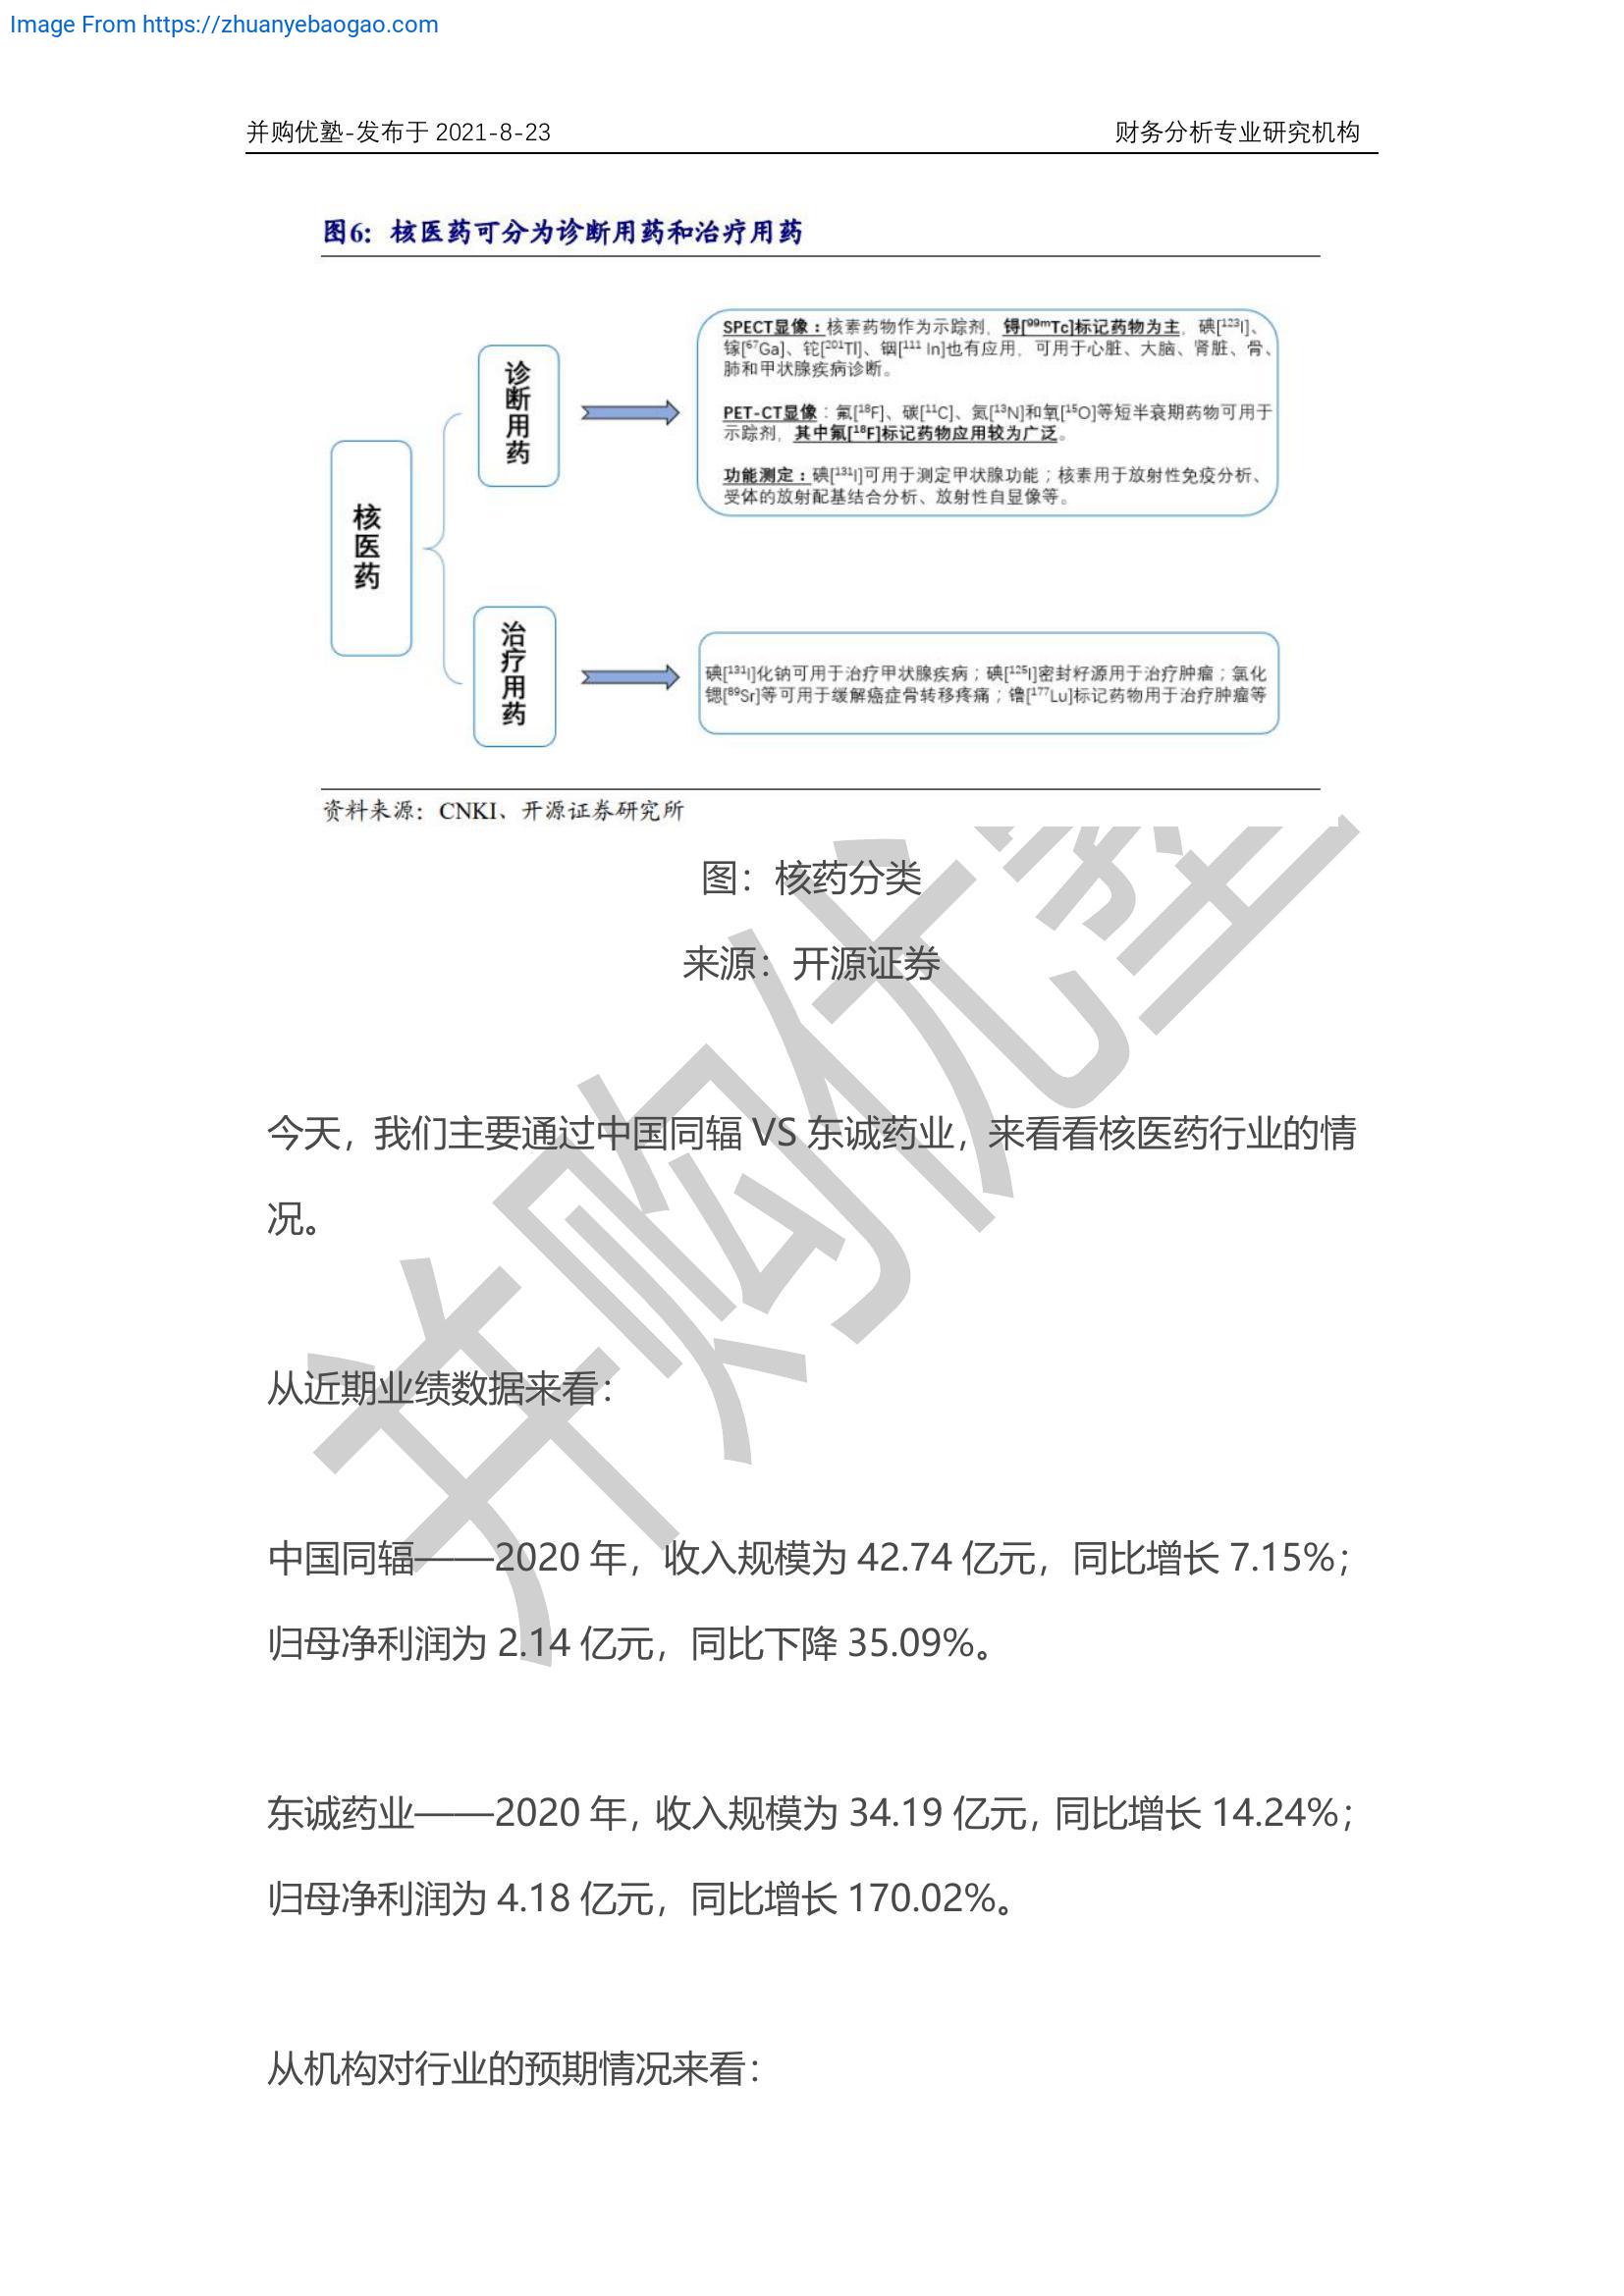 Image From https://zhuanyebaogao.com
并购优塾-发布于 2021-8-23 财务分析专业研究机构
图6: 核医药可分为诊断用药和治疗用药
核医药
诊断用药
SPECT显像：核素药物作为示踪剂，锝[⁹⁹ᵐTc]标记药物为主，碘[¹²³I]、
镓[⁶⁷Ga]、铊[²⁰¹Tl]、铟[¹¹¹ In]也有应用，可用于心脏、大脑、肾脏、骨、
肺和甲状腺疾病诊断。
PET-CT显像：氟[¹⁸F]、碳[¹¹C]、氮[¹³N]和氧[¹⁵O]等短半衰期药物可用于
示踪剂，其中氟[¹⁸F]标记药物应用较为广泛。
功能测定：碘[¹³¹I]可用于测定甲状腺功能；核素用于放射性免疫分析、
受体的放射配基结合分析、放射性自显像等。
治疗用药
碘[¹³¹I]化钠可用于治疗甲状腺疾病；碘[¹²⁵I]密封籽源用于治疗肿瘤；氯化
锶[⁸⁹Sr]等可用于缓解癌症骨转移疼痛；镥[¹⁷⁷Lu]标记药物用于治疗肿瘤等
资料来源：CNKI、开源证券研究所
图：核药分类
来源：开源证券
今天，我们主要通过中国同辐 VS 东诚药业，来看看核医药行业的情
况。
从近期业绩数据来看：
中国同辐——2020 年，收入规模为 42.74 亿元，同比增长 7.15%；
归母净利润为 2.14 亿元，同比下降 35.09%。
东诚药业——2020 年，收入规模为 34.19 亿元，同比增长 14.24%；
归母净利润为 4.18 亿元，同比增长 170.02%。
从机构对行业的预期情况来看：
并购优塾